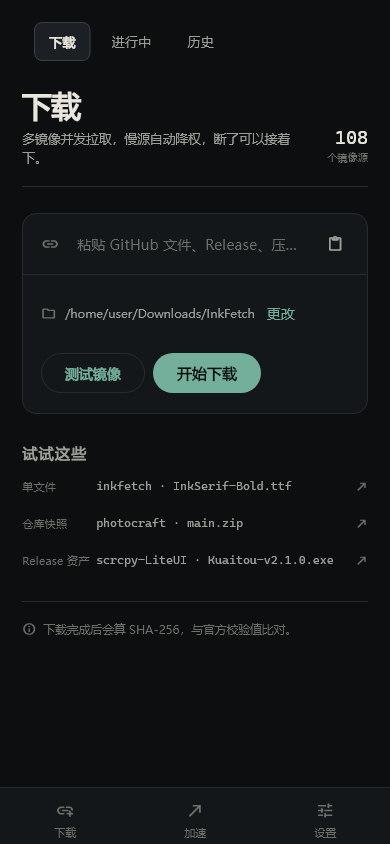 下载 进行中 历史
下载
多镜像并发拉取，慢源自动降权，断了可以接着
下。
108
个镜像源
粘贴 GitHub 文件、Release、压...
/home/user/Downloads/InkFetch 更改
测试镜像 开始下载
试试这些
单文件 inkfetch · InkSerif-Bold.ttf
仓库快照 photocraft · main.zip
Release 资产 scrcpy-LiteUI · Kuaitou-v2.1.0.exe
下载完成后会算 SHA-256，与官方校验值比对。
下载 加速 设置